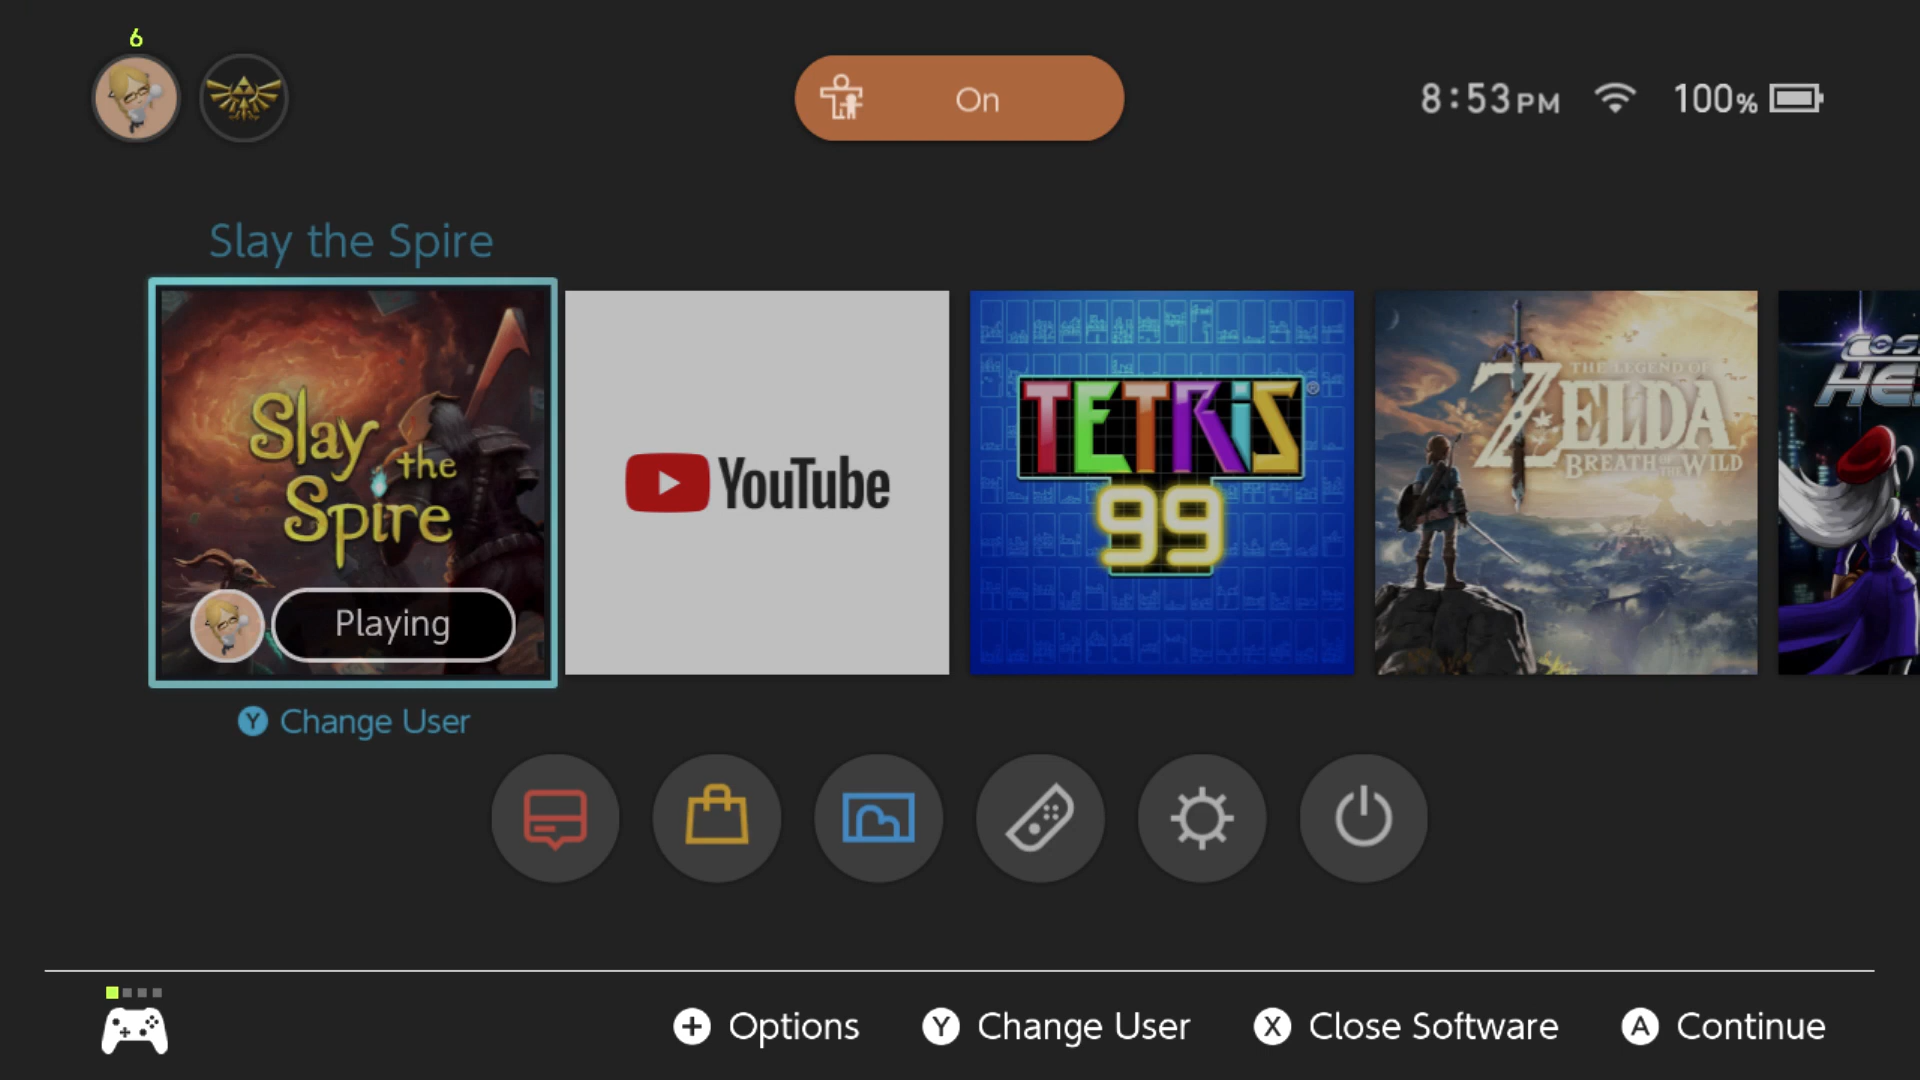 6
On
8:53PM
100%
Slay the Spire
Slay
the
Spire
Playing
YouTube
TETRIS®
99
THE LEGEND OF
ZELDA
BREATH OF THE WILD
Y Change User
+ Options
Y Change User
X Close Software
A Continue